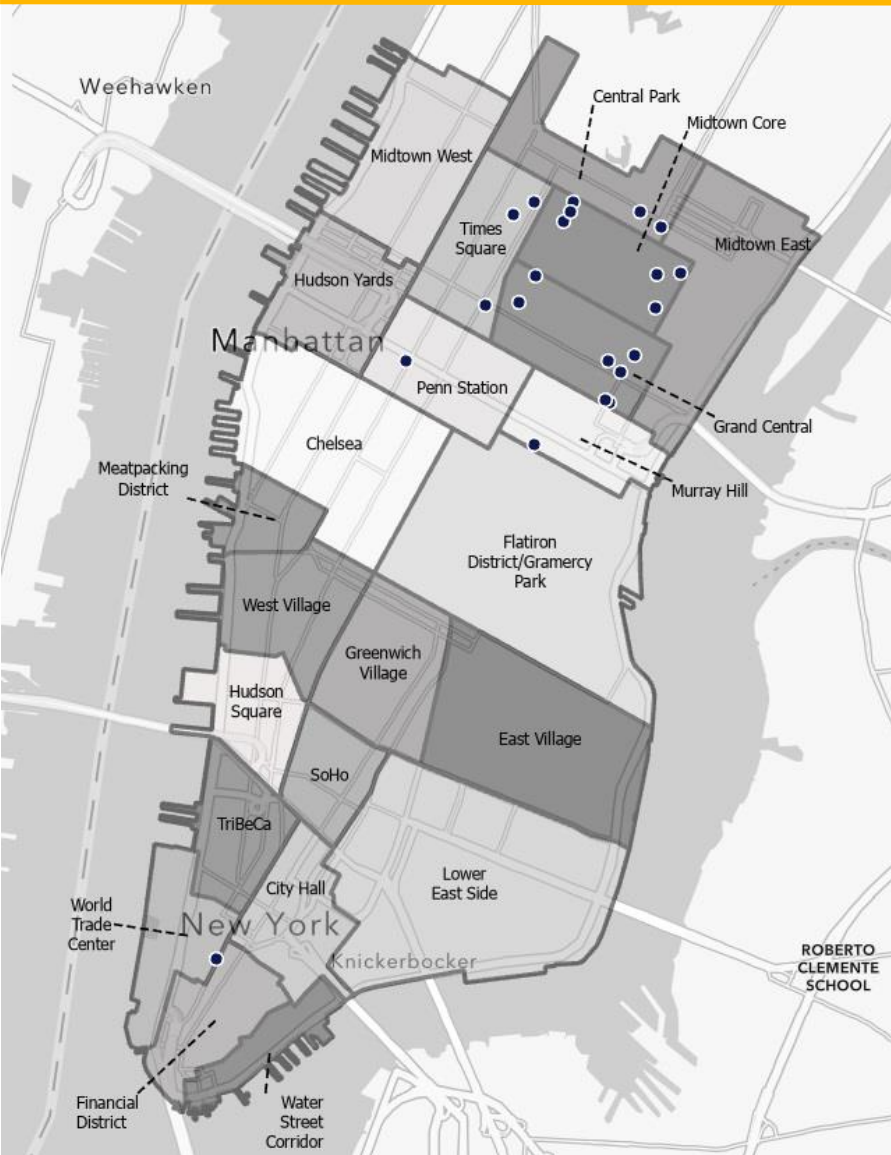 Weehawken
Central Park
Midtown Core
Midtown West
Times
Square
Midtown East
Hudson Yards
Manhattan
Penn Station
Grand Central
Chelsea
Meatpacking
District
Murray Hill
Flatiron
District/Gramercy
Park
West Village
Greenwich
Village
Hudson
Square
East Village
SoHo
TriBeCa
Lower
East Side
City Hall
World
Trade
Center
New York
Knickerbocker
ROBERTO
CLEMENTE
SCHOOL
Financial
District
Water
Street
Corridor